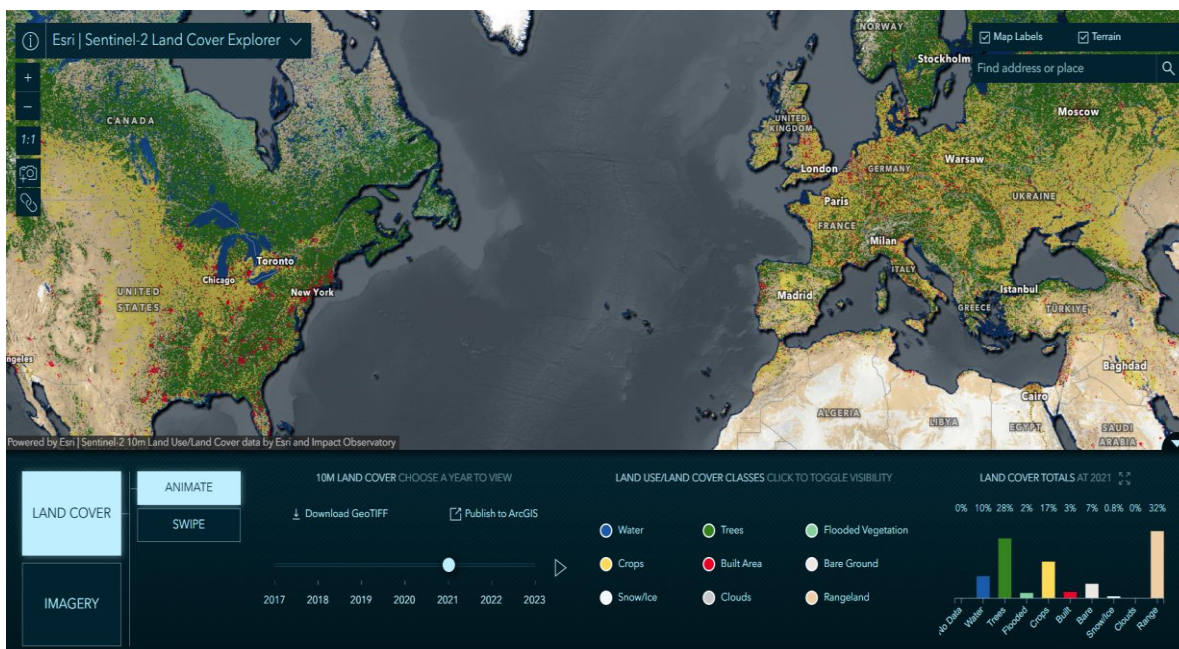 Esri | Sentinel-2 Land Cover Explorer
+
−
1:1
Map Labels
Terrain
Find address or place
NORWAY
Stockholm
CANADA
Moscow
UNITED
KINGDOM
London
GERMANY
Warsaw
Paris
UKRAINE
FRANCE
Milan
Toronto
Chicago
ITALY
UNITED
STATES
New York
Madrid
Istanbul
GREECE
TÜRKIYE
ngeles
Baghdad
Cairo
ALGERIA
LIBYA
EGYPT
SAUDI
ARABIA
Powered by Esri | Sentinel-2 10m Land Use/Land Cover data by Esri and Impact Observatory
LAND COVER
IMAGERY
ANIMATE
SWIPE
10M LAND COVER CHOOSE A YEAR TO VIEW
Download GeoTIFF
Publish to ArcGIS
2017 2018 2019 2020 2021 2022 2023
LAND USE/LAND COVER CLASSES CLICK TO TOGGLE VISIBILITY
Water
Trees
Flooded Vegetation
Crops
Built Area
Bare Ground
Snow/Ice
Clouds
Rangeland
LAND COVER TOTALS AT 2021
0% 10% 28% 2% 17% 3% 7% 0.8% 0% 32%
No Data
Water
Trees
Flooded
Crops
Built
Bare
Snow/Ice
Clouds
Range